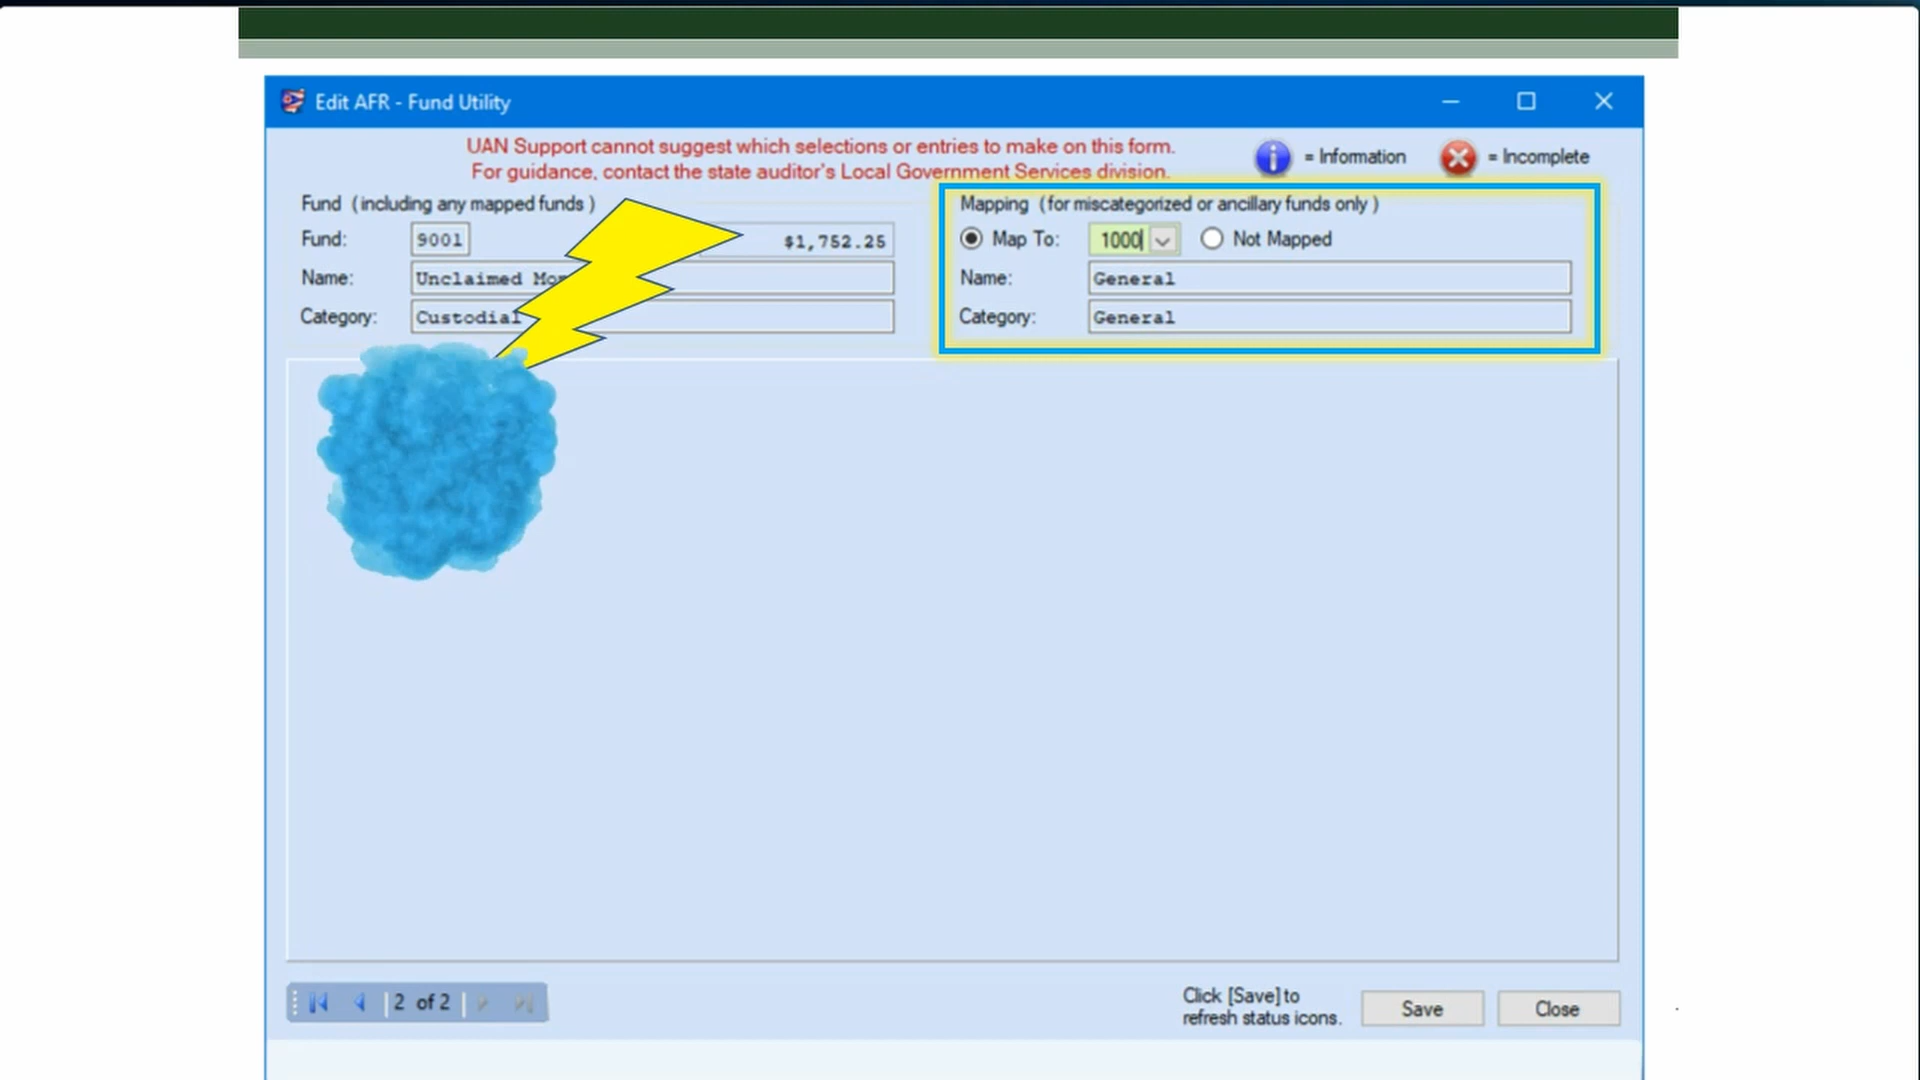 Edit AFR - Fund Utility
UAN Support cannot suggest which selections or entries to make on this form.
For guidance, contact the state auditor's Local Government Services division.
= Information
= Incomplete
Fund ( including any mapped funds )
Fund: 9001 $1,752.25
Name: Unclaimed
Category: Custodial
Mapping ( for miscategorized or ancillary funds only )
Map To: 1000 Not Mapped
Name: General
Category: General
2 of 2
Click [Save] to
refresh status icons.
Save
Close